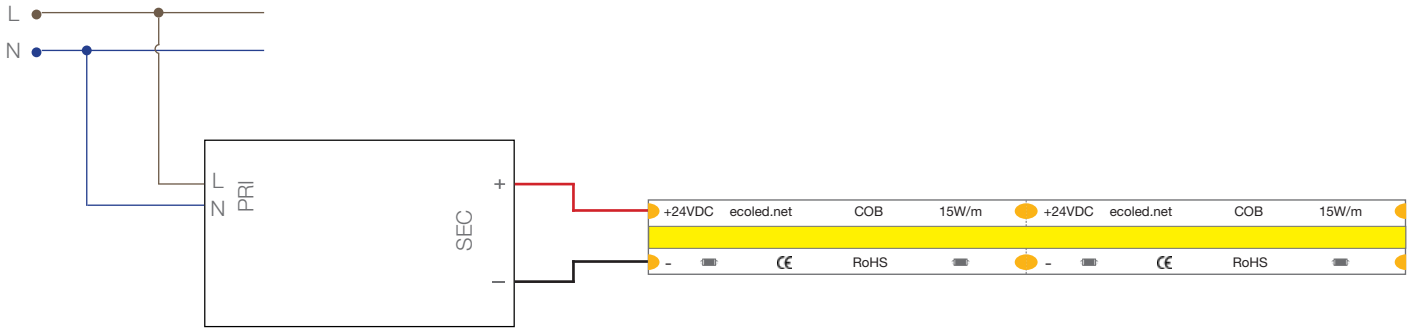 L
N
L
N
PRI
SEC
+
–
+24VDC ecoled.net COB 15W/m +24VDC ecoled.net COB 15W/m
- CE RoHS - CE RoHS